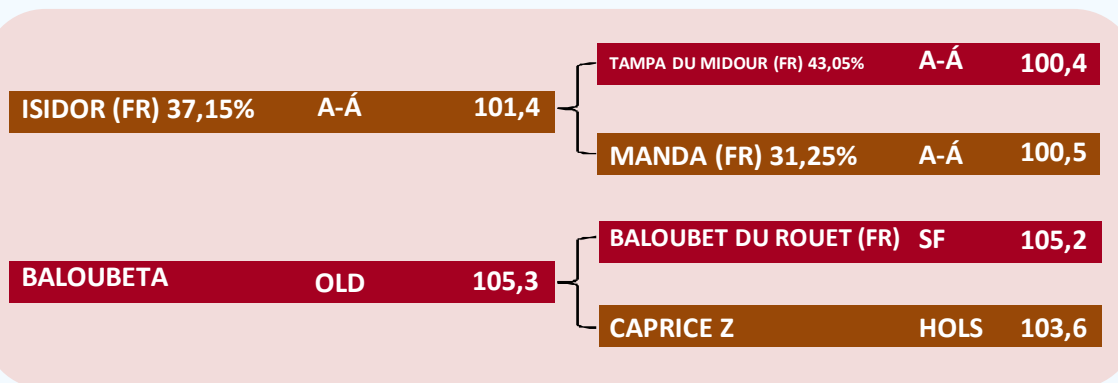 TAMPA DU MIDOUR (FR) 43,05% A-Á 100,4
ISIDOR (FR) 37,15% A-Á 101,4
MANDA (FR) 31,25% A-Á 100,5
BALOUBET DU ROUET (FR) SF 105,2
BALOUBETA OLD 105,3
CAPRICE Z HOLS 103,6